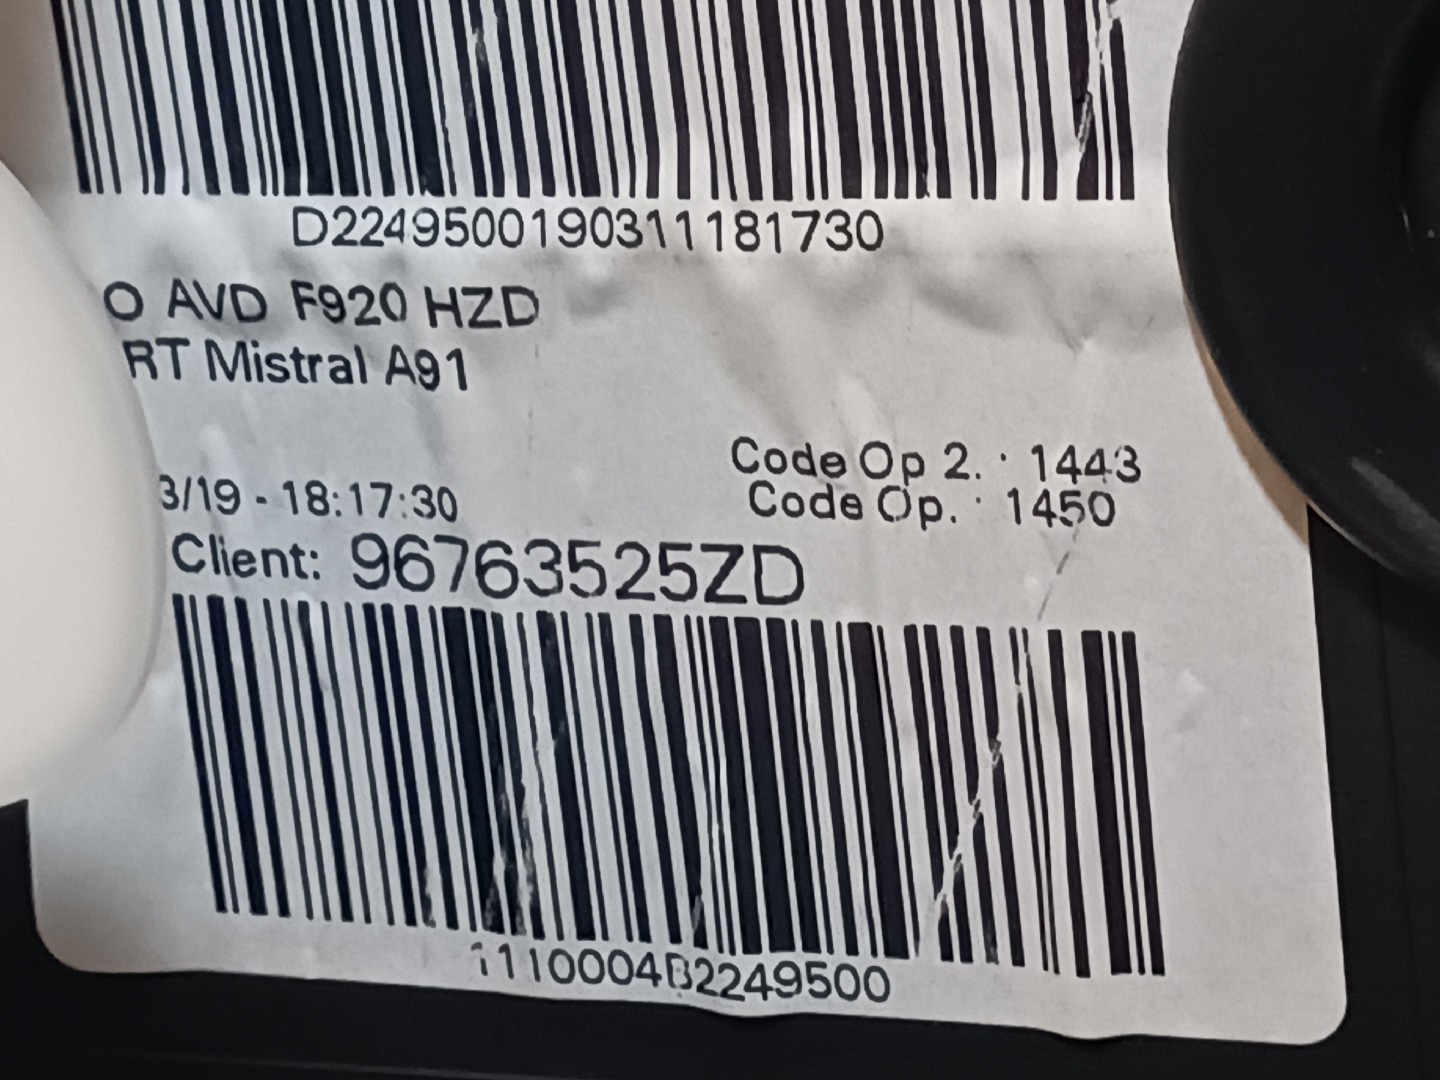 D2249500190311181730
O AVD F920 HZD
RT Mistral A91
Code Op 2. : 1443
3/19 - 18:17:30
Code Op. : 1450
Client: 96763525ZD
1110004B2249500